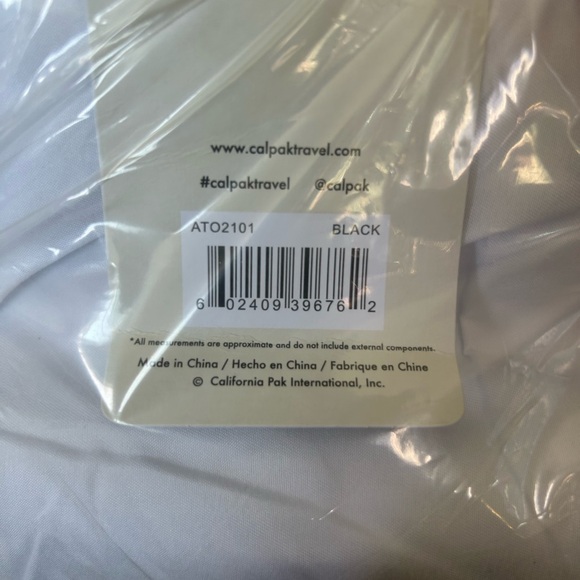 www.calpaktravel.com
#calpaktravel @calpak
ATO2101 BLACK
6 02409 39676 2
*All measurements are approximate and do not include external components.
Made in China / Hecho en China / Fabrique en Chine
© California Pak International, Inc.